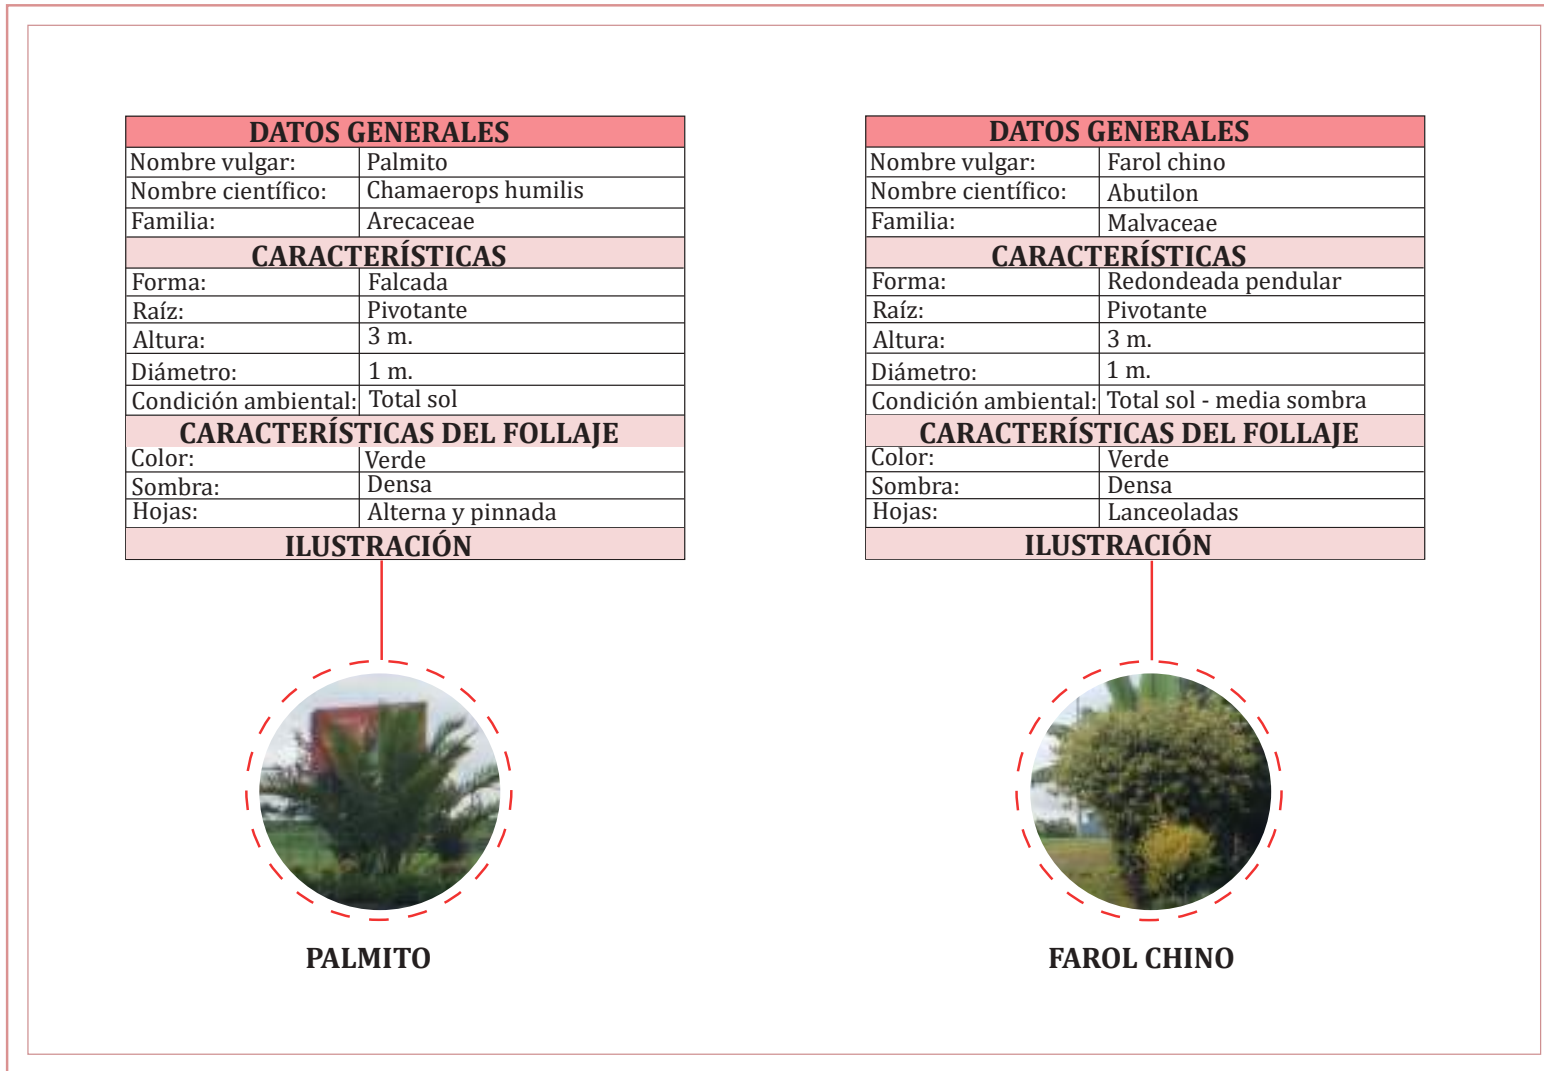 DATOS GENERALES
Nombre vulgar: Palmito
Nombre científico: Chamaerops humilis
Familia: Arecaceae
CARACTERÍSTICAS
Forma: Falcada
Raíz: Pivotante
Altura: 3 m.
Diámetro: 1 m.
Condición ambiental: Total sol
CARACTERÍSTICAS DEL FOLLAJE
Color: Verde
Sombra: Densa
Hojas: Alterna y pinnada
ILUSTRACIÓN
PALMITO
DATOS GENERALES
Nombre vulgar: Farol chino
Nombre científico: Abutilon
Familia: Malvaceae
CARACTERÍSTICAS
Forma: Redondeada pendular
Raíz: Pivotante
Altura: 3 m.
Diámetro: 1 m.
Condición ambiental: Total sol - media sombra
CARACTERÍSTICAS DEL FOLLAJE
Color: Verde
Sombra: Densa
Hojas: Lanceoladas
ILUSTRACIÓN
FAROL CHINO